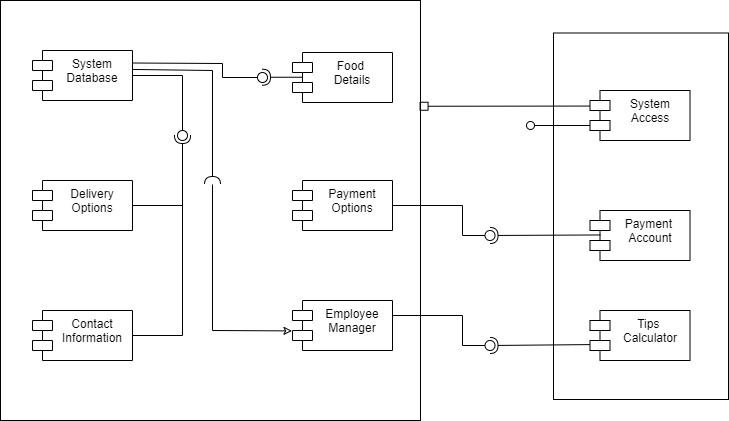 System
Database
Food
Details
System
Access
Delivery
Options
Payment
Options
Payment
Account
Contact
Information
Employee
Manager
Tips
Calculator